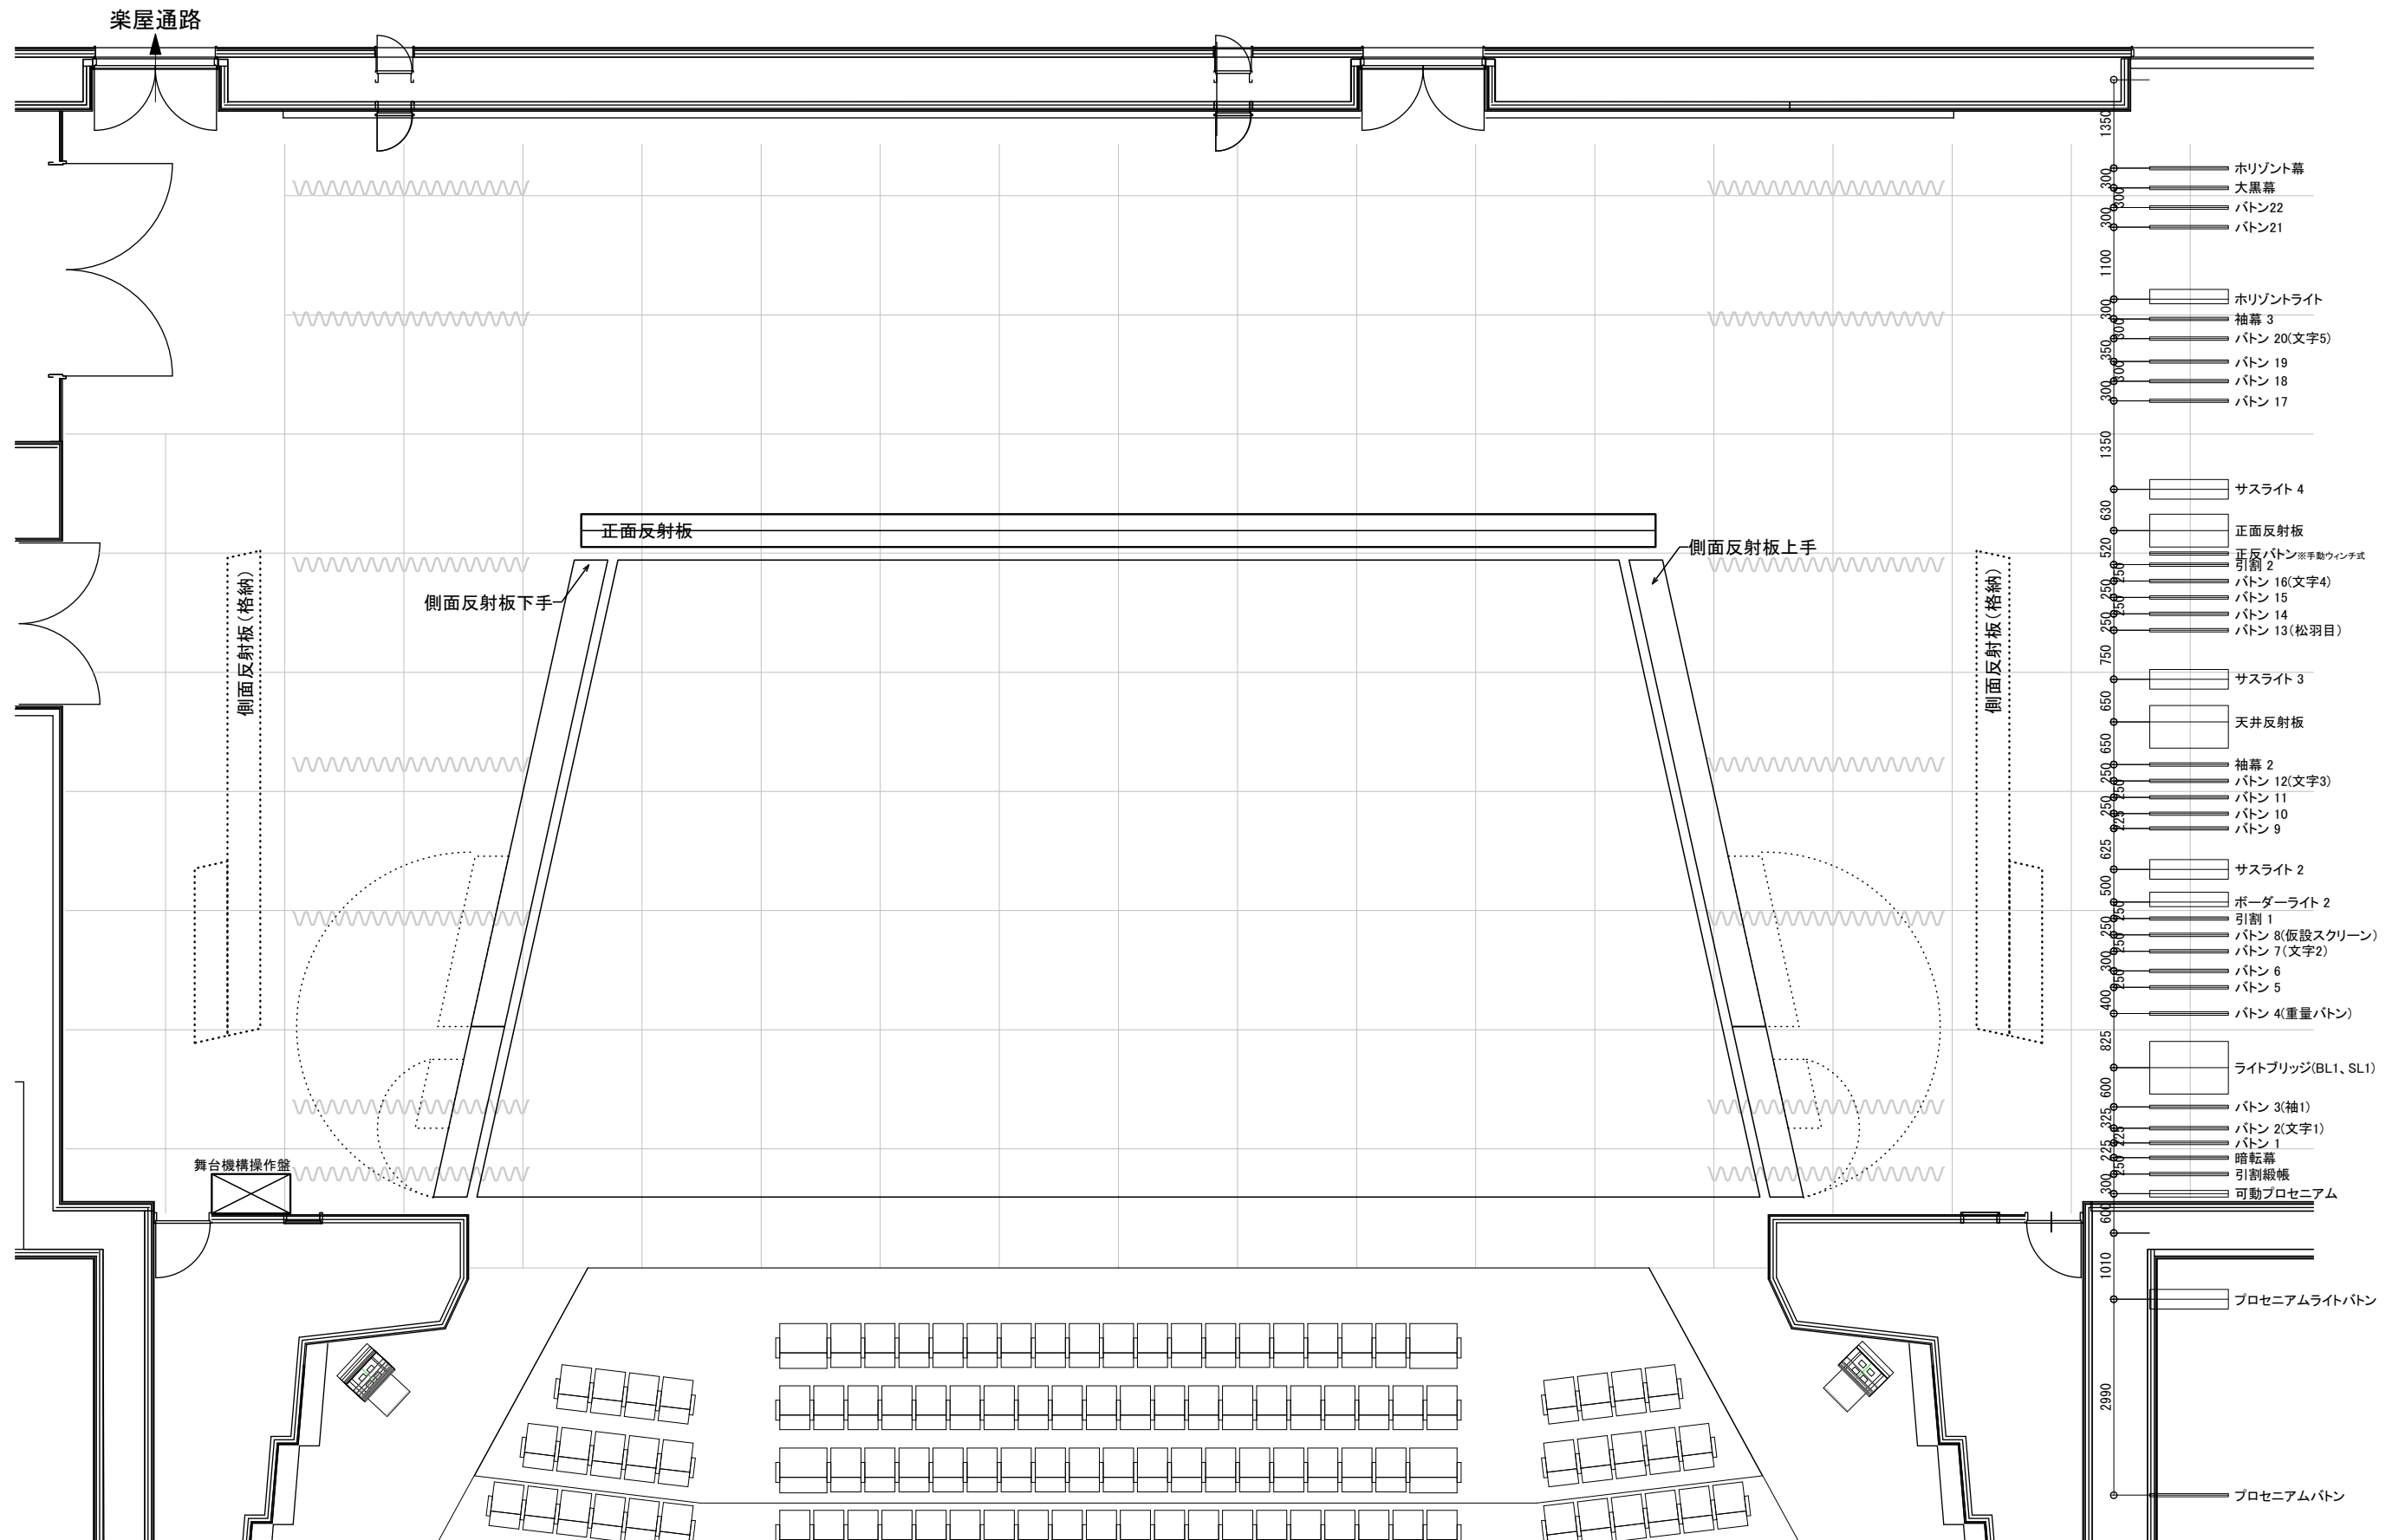 楽屋通路
1350
ホリゾント幕
300
大黒幕
300
バトン22
300
バトン21
1100
ホリゾントライト
300
袖幕 3
300
バトン 20(文字5)
350
バトン 19
300
バトン 18
300
バトン 17
1350
サスライト 4
630
正面反射板
正面反射板
側面反射板上手
側面反射板下手
側面反射板(格納)
側面反射板(格納)
520
正反バトン※手動ウィンチ式
引割 2
250
バトン 16(文字4)
250
バトン 15
250
バトン 14
250
バトン 13(松羽目)
750
サスライト 3
650
天井反射板
650
袖幕 2
250
バトン 12(文字3)
250
バトン 11
250
バトン 10
225
バトン 9
625
サスライト 2
500
ボーダーライト 2
250
引割 1
250
バトン 8(仮設スクリーン)
250
バトン 7(文字2)
300
バトン 6
250
バトン 5
400
バトン 4(重量バトン)
825
ライトブリッジ(BL1、SL1)
600
バトン 3(袖1)
325
バトン 2(文字1)
225
バトン 1
225
暗転幕
250
引割緞帳
300
可動プロセニアム
舞台機構操作盤
600
1010
プロセニアムライトバトン
2990
プロセニアムバトン